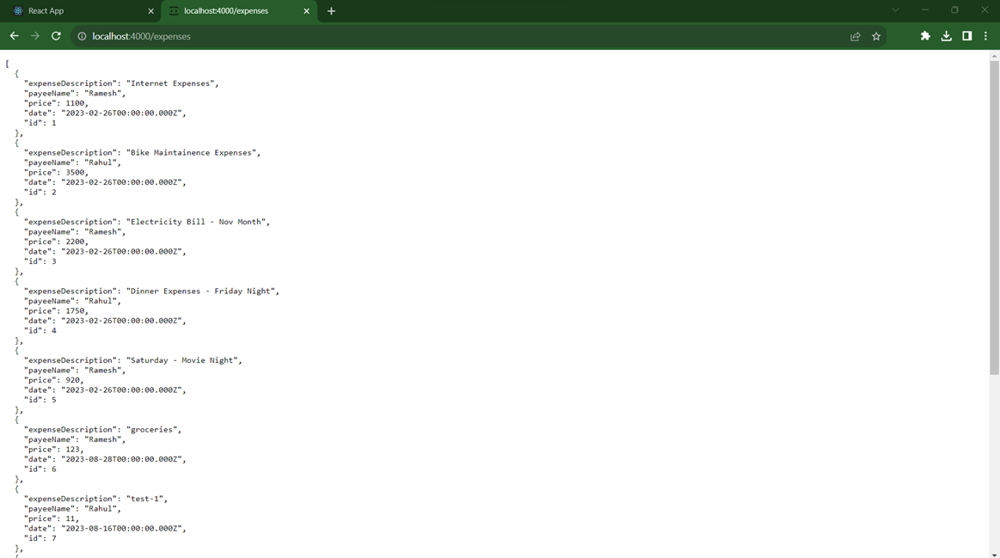 React App
localhost:4000/expenses
localhost:4000/expenses
[
  {
    "expenseDescription": "Internet Expenses",
    "payeeName": "Ramesh",
    "price": 1100,
    "date": "2023-02-26T00:00:00.000Z",
    "id": 1
  },
  {
    "expenseDescription": "Bike Maintainence Expenses",
    "payeeName": "Rahul",
    "price": 3500,
    "date": "2023-02-26T00:00:00.000Z",
    "id": 2
  },
  {
    "expenseDescription": "Electricity Bill - Nov Month",
    "payeeName": "Ramesh",
    "price": 2200,
    "date": "2023-02-26T00:00:00.000Z",
    "id": 3
  },
  {
    "expenseDescription": "Dinner Expenses - Friday Night",
    "payeeName": "Rahul",
    "price": 1750,
    "date": "2023-02-26T00:00:00.000Z",
    "id": 4
  },
  {
    "expenseDescription": "Saturday - Movie Night",
    "payeeName": "Ramesh",
    "price": 920,
    "date": "2023-02-26T00:00:00.000Z",
    "id": 5
  },
  {
    "expenseDescription": "groceries",
    "payeeName": "Ramesh",
    "price": 123,
    "date": "2023-08-28T00:00:00.000Z",
    "id": 6
  },
  {
    "expenseDescription": "test-1",
    "payeeName": "Rahul",
    "price": 11,
    "date": "2023-08-16T00:00:00.000Z",
    "id": 7
  },
  {